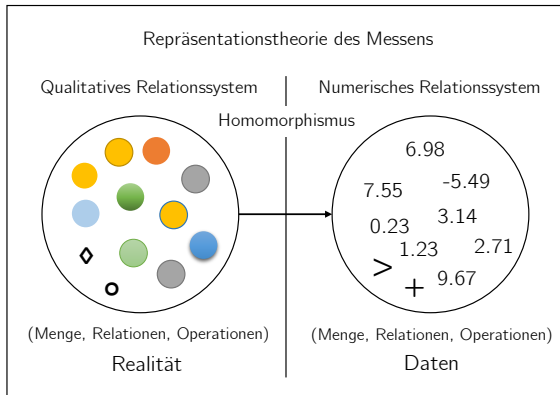 Repräsentationstheorie des Messens
Qualitatives Relationssystem
Numerisches Relationssystem
Homomorphismus
6.98
7.55
-5.49
0.23
3.14
1.23
2.71
>
+
9.67
(Menge, Relationen, Operationen)
(Menge, Relationen, Operationen)
Realität
Daten